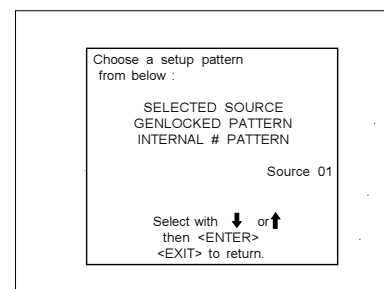 Choose a setup pattern
from below :
SELECTED SOURCE
GENLOCKED PATTERN
INTERNAL # PATTERN
Source 01
Select with ⬇ or ⬆
then <ENTER>
<EXIT> to return.